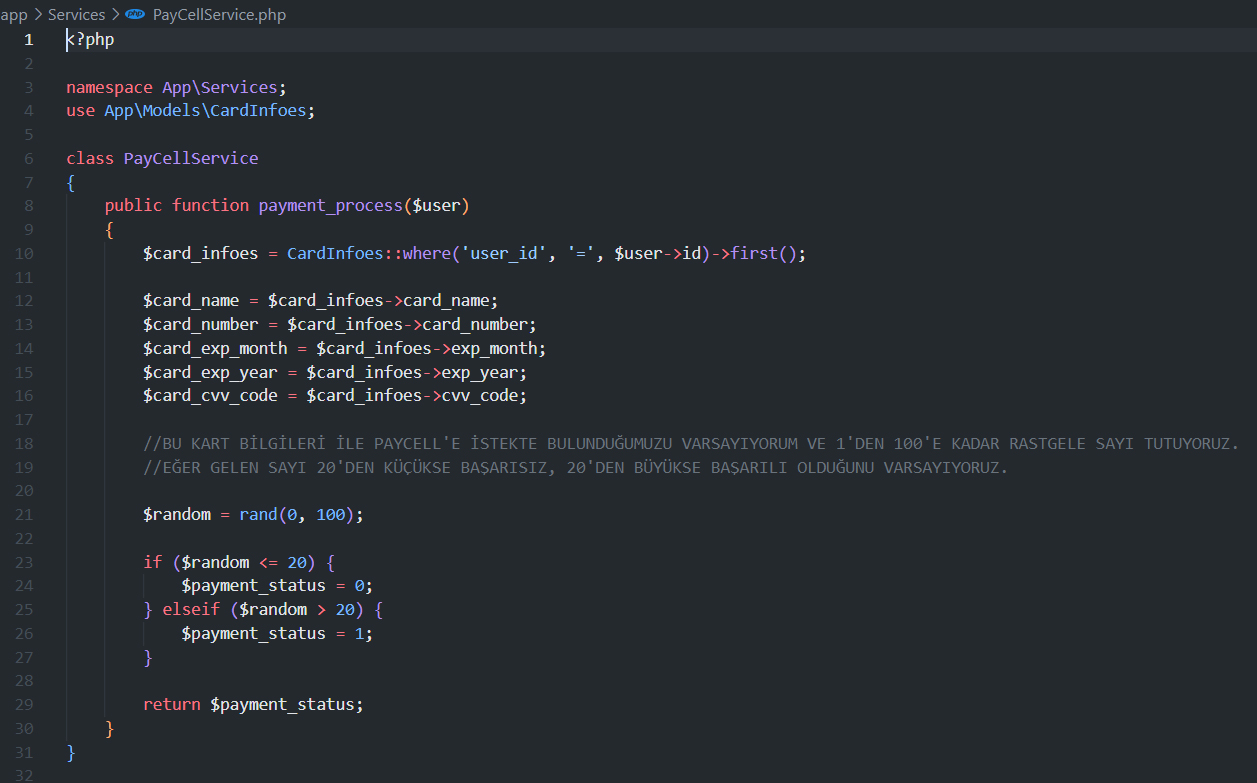 app > Services > php PayCellService.php
1 <?php
2
3 namespace App\Services;
4 use App\Models\CardInfoes;
5
6 class PayCellService
7 {
8 public function payment_process($user)
9 {
10 $card_infoes = CardInfoes::where('user_id', '=', $user->id)->first();
11
12 $card_name = $card_infoes->card_name;
13 $card_number = $card_infoes->card_number;
14 $card_exp_month = $card_infoes->exp_month;
15 $card_exp_year = $card_infoes->exp_year;
16 $card_cvv_code = $card_infoes->cvv_code;
17
18 //BU KART BİLGİLERİ İLE PAYCELL'E İSTEKTE BULUNDUĞUMUZU VARSAYIYORUM VE 1'DEN 100'E KADAR RASTGELE SAYI TUTUYORUZ.
19 //EĞER GELEN SAYI 20'DEN KÜÇÜKSE BAŞARISIZ, 20'DEN BÜYÜKSE BAŞARILI OLDUĞUNU VARSAYIYORUZ.
20
21 $random = rand(0, 100);
22
23 if ($random <= 20) {
24 $payment_status = 0;
25 } elseif ($random > 20) {
26 $payment_status = 1;
27 }
28
29 return $payment_status;
30 }
31 }
32